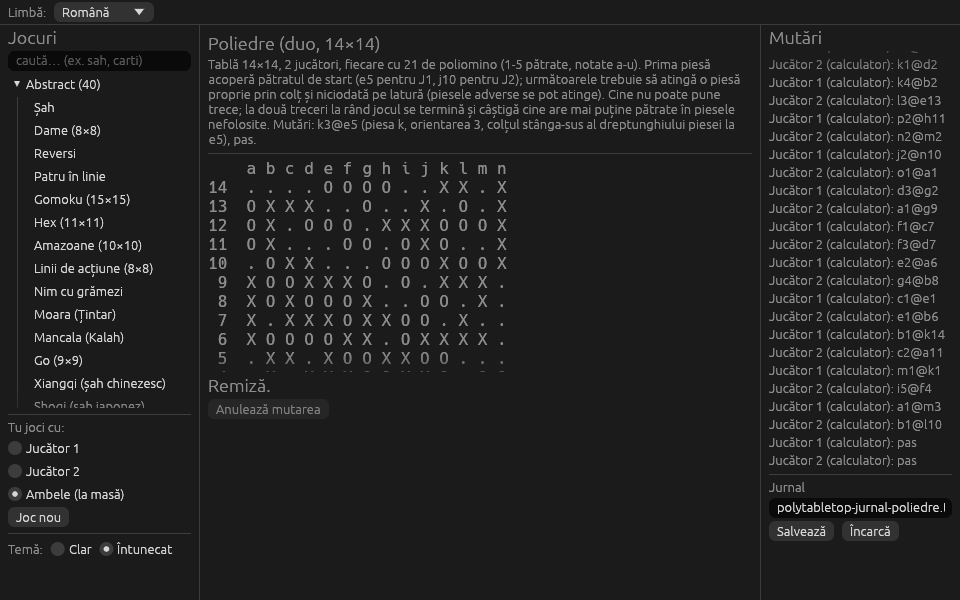 Limbă: Română
Jocuri
caută... (ex. sah, carti)
Abstract (40)
Șah
Dame (8×8)
Reversi
Patru în linie
Gomoku (15×15)
Hex (11×11)
Amazoane (10×10)
Linii de acțiune (8×8)
Nim cu grămezi
Moara (Țintar)
Mancala (Kalah)
Go (9×9)
Xiangqi (șah chinezesc)
Shogi (șah japonez)
Tu joci cu:
Jucător 1
Jucător 2
Ambele (la masă)
Joc nou
Temă: Clar Întunecat
Poliedre (duo, 14×14)
Tablă 14×14, 2 jucători, fiecare cu 21 de poliomino (1-5 pătrate, notate a-u). Prima piesă
acoperă pătratul de start (e5 pentru J1, j10 pentru J2); următoarele trebuie să atingă o piesă
proprie prin colț și niciodată pe latură (piesele adverse se pot atinge). Cine nu poate pune
trece; la două treceri la rând jocul se termină și câștigă cine are mai puține pătrate în piesele
nefolosite. Mutări: k3@e5 (piesa k, orientarea 3, colțul stânga-sus al dreptunghiului piesei la
e5), pas.
a b c d e f g h i j k l m n
14 . . . . O O O O . . X X . X
13 O X X X . . O . . X . O . X
12 O X . O O O . X X X O O O X
11 O X . . . O O . O X O . . X
10 . O X X . . . O O O X O O X
9 X O O X X X O . O . X X X .
8 X O X O O O X . . O O . X .
7 X . X X X O X X O O . X . .
6 X O O O O X X . O X X X X .
5 . X X . X O O X X O O . . .
Remiză.
Anulează mutarea
Mutări
Jucător 2 (calculator): k1@d2
Jucător 1 (calculator): k4@b2
Jucător 2 (calculator): l3@e13
Jucător 1 (calculator): p2@h11
Jucător 2 (calculator): n2@m2
Jucător 1 (calculator): j2@n10
Jucător 2 (calculator): o1@a1
Jucător 1 (calculator): d3@g2
Jucător 2 (calculator): a1@g9
Jucător 1 (calculator): f1@c7
Jucător 2 (calculator): f3@d7
Jucător 1 (calculator): e2@a6
Jucător 2 (calculator): g4@b8
Jucător 1 (calculator): c1@e1
Jucător 2 (calculator): e1@b6
Jucător 1 (calculator): b1@k14
Jucător 2 (calculator): c2@a11
Jucător 1 (calculator): m1@k1
Jucător 2 (calculator): i5@f4
Jucător 1 (calculator): a1@m3
Jucător 2 (calculator): b1@l10
Jucător 1 (calculator): pas
Jucător 2 (calculator): pas
Jurnal
polytabletop-jurnal-poliedre.
Salvează Încarcă